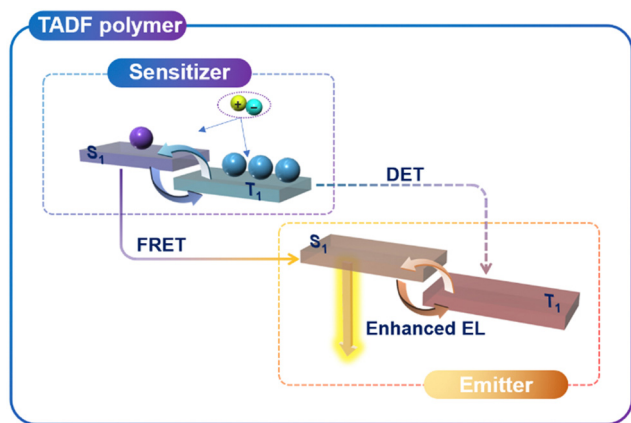 TADF polymer
Sensitizer
+ −
S1
T1
DET
FRET
S1
T1
Enhanced EL
Emitter